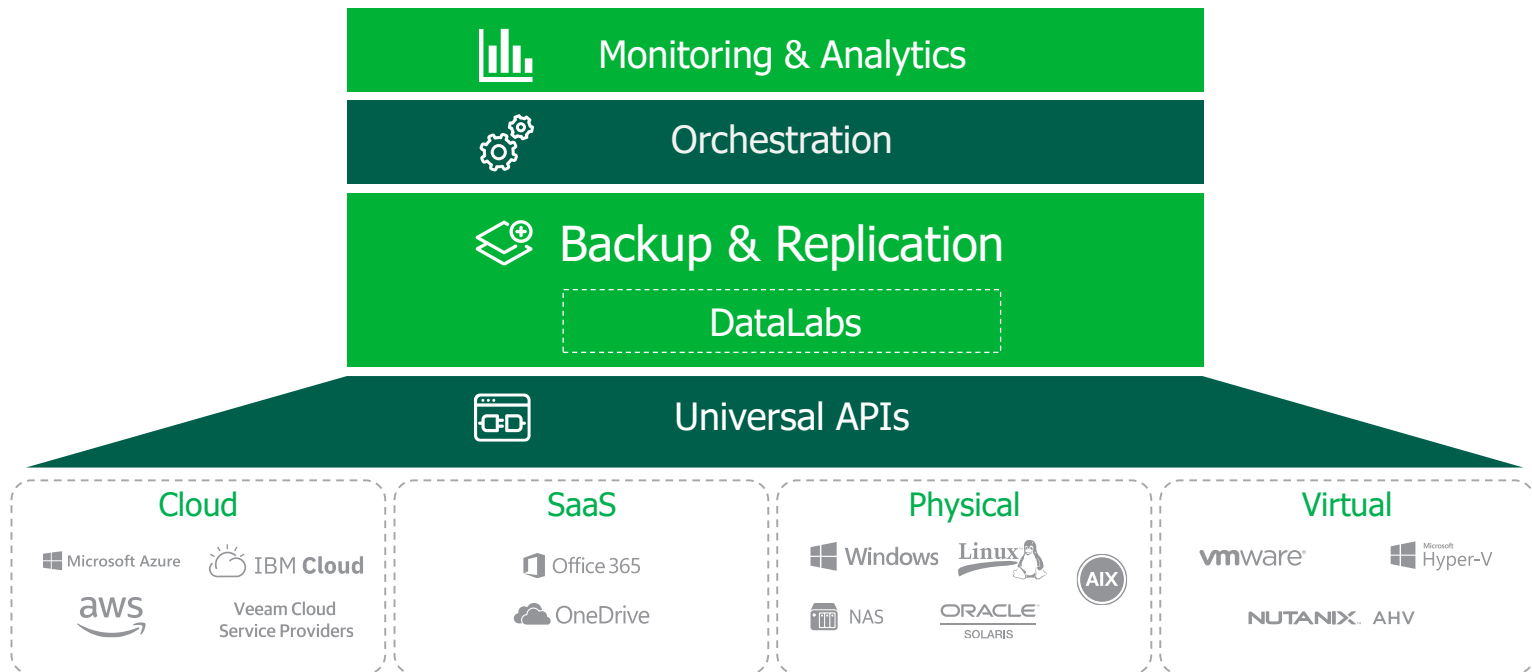 Monitoring & Analytics
Orchestration
Backup & Replication
DataLabs
Universal APIs
Cloud
Microsoft Azure
IBM Cloud
aws
Veeam Cloud
Service Providers
SaaS
Office 365
OneDrive
Physical
Windows
Linux
AIX
NAS
ORACLE
SOLARIS
Virtual
vmware
Microsoft
Hyper-V
NUTANIX AHV